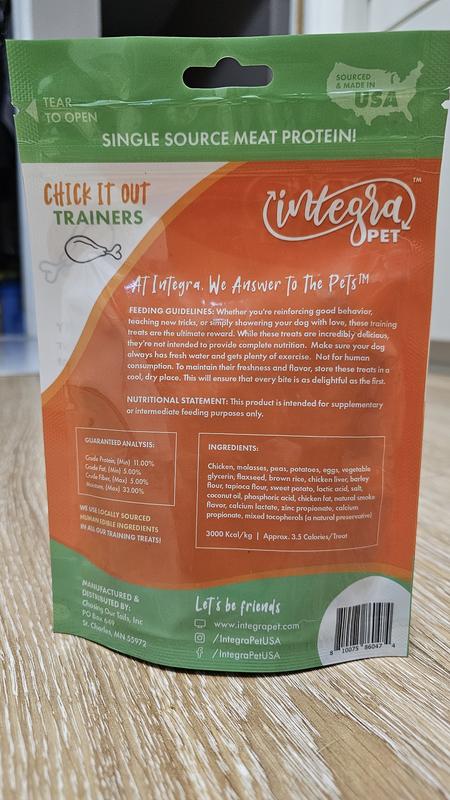 TEAR
TO OPEN
SOURCED
& MADE IN
USA
SINGLE SOURCE MEAT PROTEIN!
CHICK IT OUT
TRAINERS
integra™
PET
At Integra, We Answer To The Pets™
FEEDING GUIDELINES: Whether you're reinforcing good behavior,
teaching new tricks, or simply showering your dog with love, these training
treats are the ultimate reward. While these treats are incredibly delicious,
they're not intended to provide complete nutrition. Make sure your dog
always has fresh water and gets plenty of exercise. Not for human
consumption. To maintain their freshness and flavor, store these treats in a
cool, dry place. This will ensure that every bite is as delightful as the first.
NUTRITIONAL STATEMENT: This product is intended for supplementary
or intermediate feeding purposes only.
GUARANTEED ANALYSIS:
Crude Protein, (Min) 11.00%
Crude Fat, (Min) 5.00%
Crude Fiber, (Max) 5.00%
Moisture, (Max) 33.00%
WE USE LOCALLY SOURCED
HUMAN EDIBLE INGREDIENTS
IN ALL OUR TRAINING TREATS!
INGREDIENTS:
Chicken, molasses, peas, potatoes, eggs, vegetable
glycerin, flaxseed, brown rice, chicken liver, barley
flour, tapioca flour, sweet potato, lactic acid, salt,
coconut oil, phosphoric acid, chicken fat, natural smoke
flavor, calcium lactate, zinc propionate, calcium
propionate, mixed tocopherols (a natural preservative)
3000 Kcal/kg | Approx. 3.5 Calories/Treat
MANUFACTURED &
DISTRIBUTED BY:
Chasing Our Tails, Inc
PO Box 649
St. Charles, MN 55972
Let's be friends
www.integrapet.com
/IntegraPetUSA
/IntegraPetUSA
8 10075 86047 4